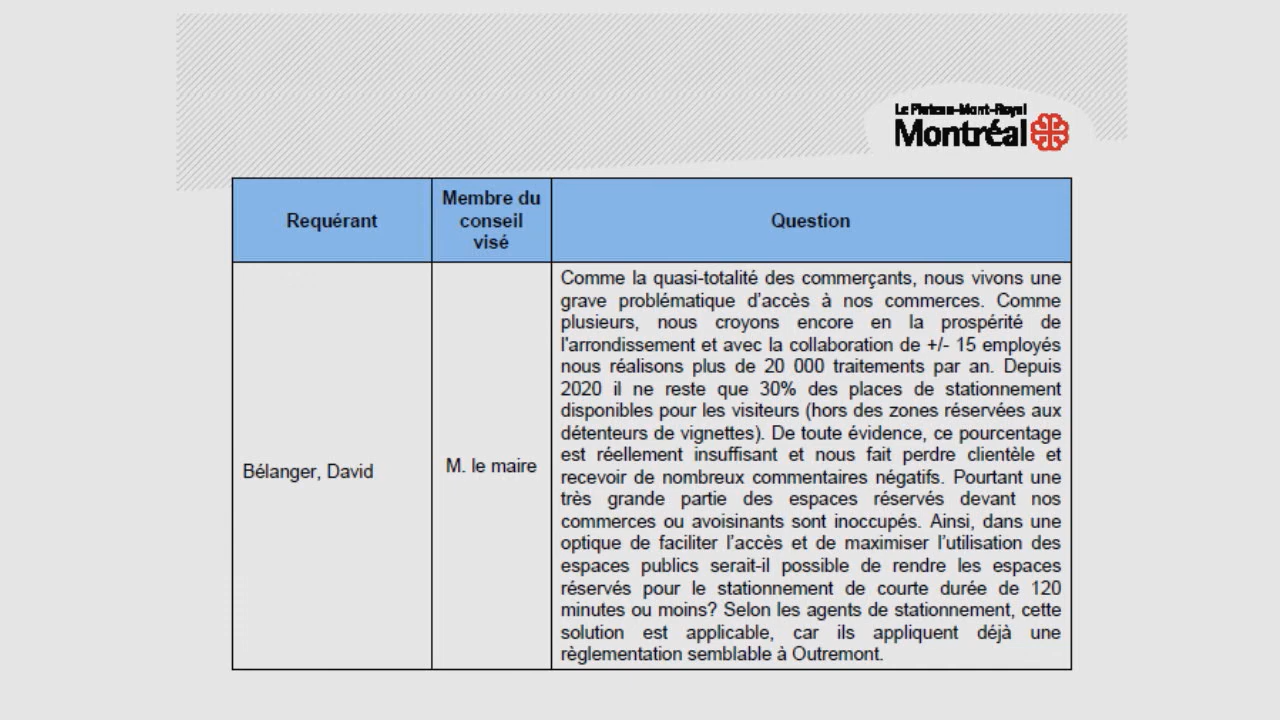 Le Plateau-Mont-Royal
Montréal
Requérant
Membre du
conseil
visé
Question
Bélanger, David
M. le maire
Comme la quasi-totalité des commerçants, nous vivons une
grave problématique d'accès à nos commerces. Comme
plusieurs, nous croyons encore en la prospérité de
l'arrondissement et avec la collaboration de +/- 15 employés
nous réalisons plus de 20 000 traitements par an. Depuis
2020 il ne reste que 30% des places de stationnement
disponibles pour les visiteurs (hors des zones réservées aux
détenteurs de vignettes). De toute évidence, ce pourcentage
est réellement insuffisant et nous fait perdre clientèle et
recevoir de nombreux commentaires négatifs. Pourtant une
très grande partie des espaces réservés devant nos
commerces ou avoisinants sont inoccupés. Ainsi, dans une
optique de faciliter l'accès et de maximiser l'utilisation des
espaces publics serait-il possible de rendre les espaces
réservés pour le stationnement de courte durée de 120
minutes ou moins? Selon les agents de stationnement, cette
solution est applicable, car ils appliquent déjà une
règlementation semblable à Outremont.